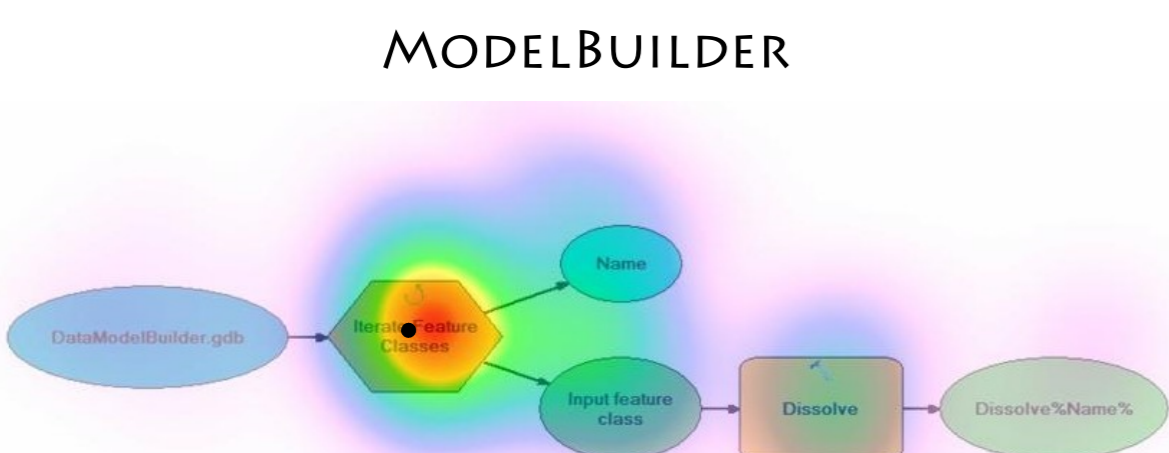 MODELBUILDER
Name
DataModelBuilder.gdb
Iterate Feature
Classes
Input feature
class
Dissolve
Dissolve%Name%